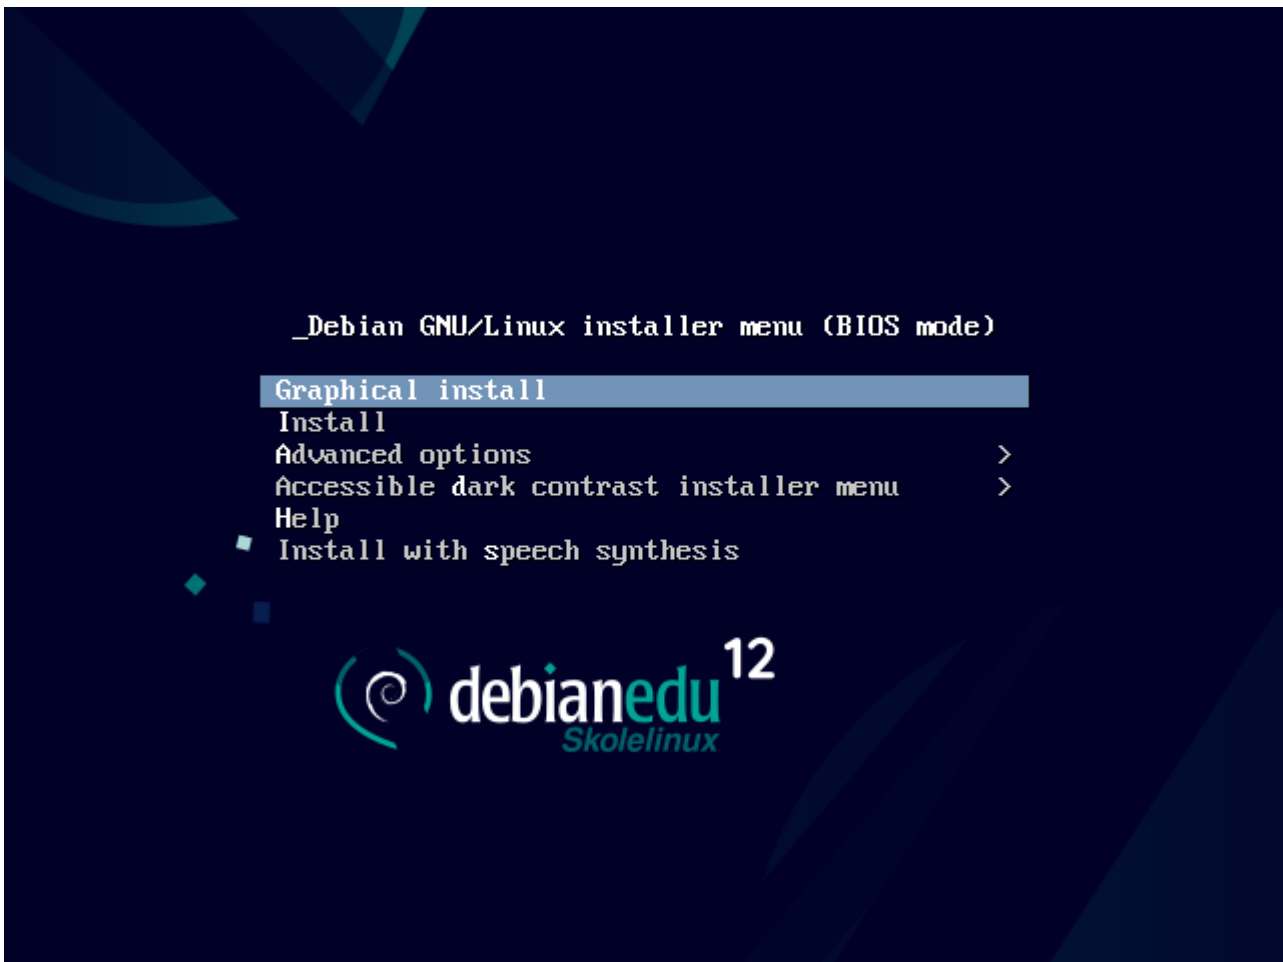 _Debian GNU/Linux installer menu (BIOS mode)
Graphical install
Install
Advanced options >
Accessible dark contrast installer menu >
Help
Install with speech synthesis
debianedu 12
Skolelinux